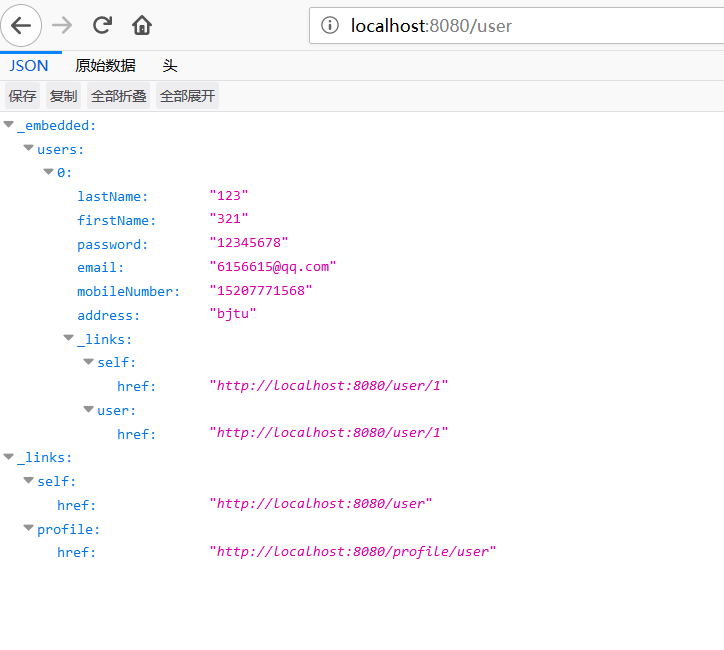 localhost:8080/user
JSON 原始数据 头
保存 复制 全部折叠 全部展开
_embedded:
users:
0:
lastName: "123"
firstName: "321"
password: "12345678"
email: "6156615@qq.com"
mobileNumber: "15207771568"
address: "bjtu"
_links:
self:
href: "http://localhost:8080/user/1"
user:
href: "http://localhost:8080/user/1"
_links:
self:
href: "http://localhost:8080/user"
profile:
href: "http://localhost:8080/profile/user"